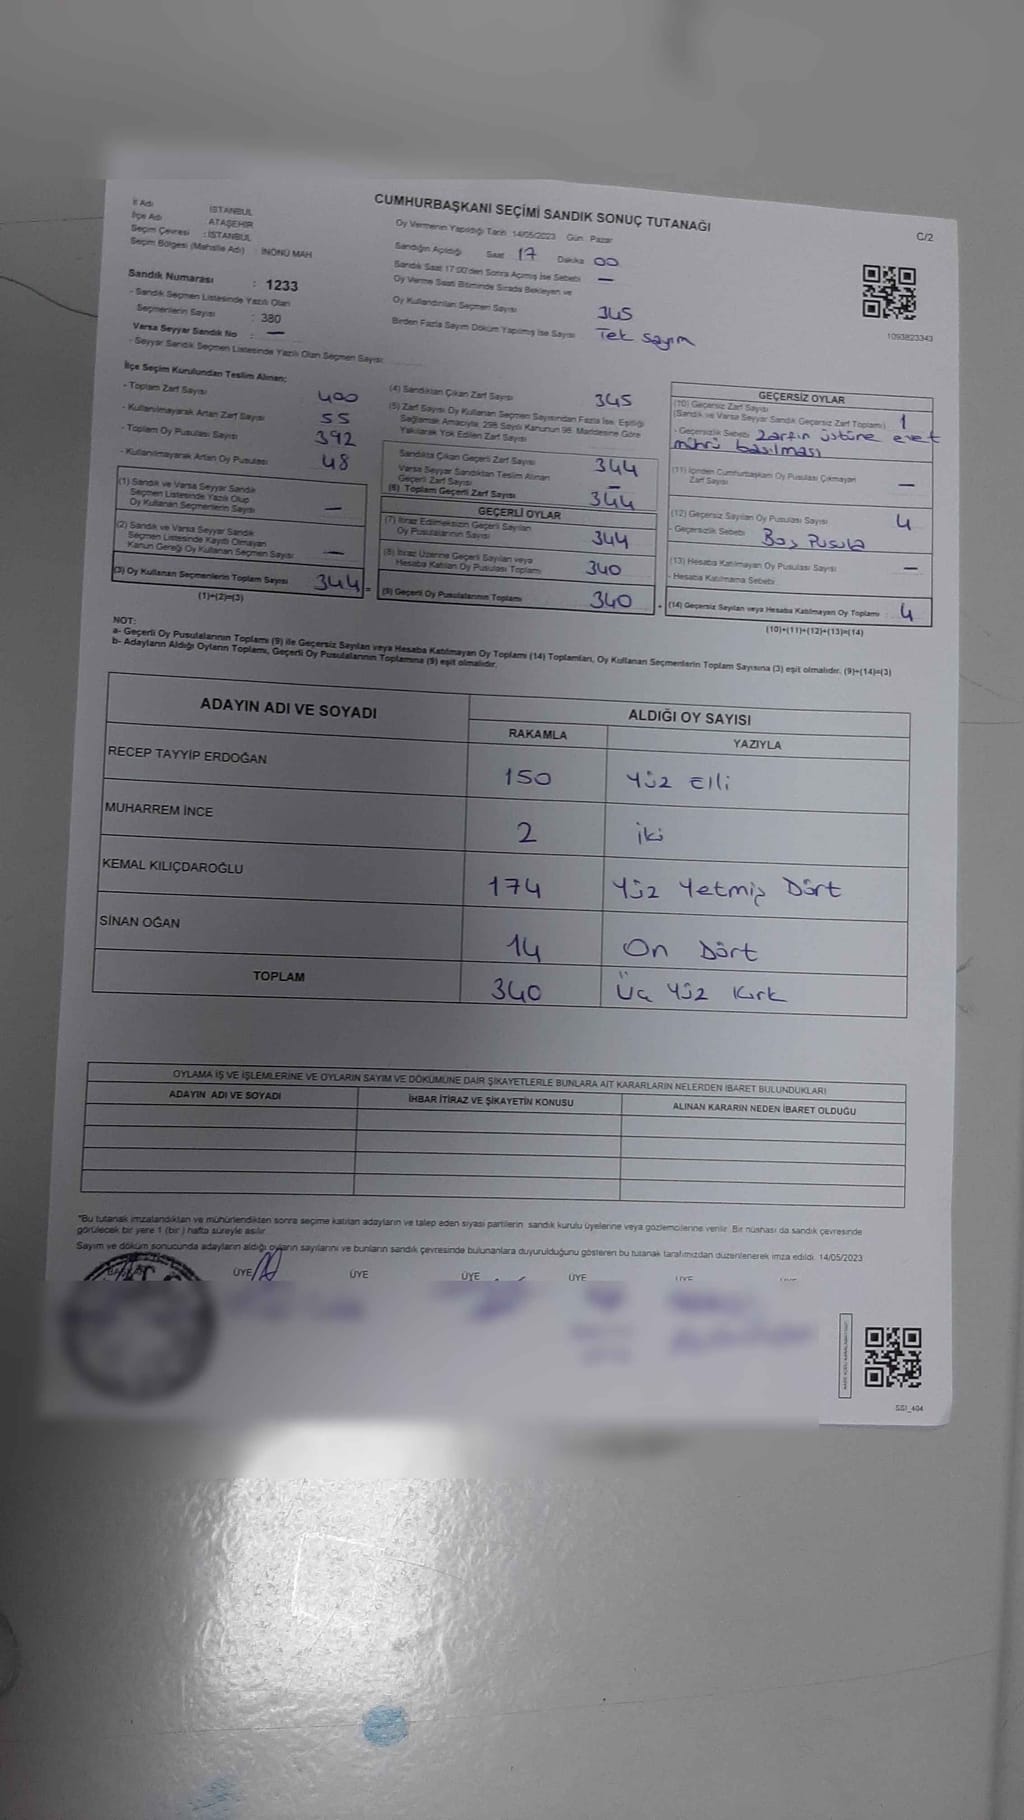 CUMHURBAŞKANI SEÇİMİ SANDIK SONUÇ TUTANAĞI
C/2
İl Adı İSTANBUL
İlçe Adı ATAŞEHİR
Seçim Çevresi : İSTANBUL
Seçim Bölgesi (Mahalle Adı) : İNÖNÜ MAH
Sandık Numarası : 1233
- Sandık Seçmen Listesinde Yazılı Olan
Seçmenlerin Sayısı : 380
Varsa Seyyar Sandık No : —
- Seyyar Sandık Seçmen Listesinde Yazılı Olan Seçmen Sayısı:
Oy Vermenin Yapıldığı Tarih 14/05/2023 Gün Pazar
Sandığın Açıldığı Saat 17 Dakika 00
Sandık Saat 17:00'den Sonra Açılmış İse Sebebi —
Oy Verme Saati Bitiminde Sırada Bekleyen ve
Oy Kullandırılan Seçmen Sayısı 345
Birden Fazla Sayım Döküm Yapılmış İse Sayısı Tek sayım
1093823343
İlçe Seçim Kurulundan Teslim Alınan;
- Toplam Zarf Sayısı 400
- Kullanılmayarak Artan Zarf Sayısı 55
- Toplam Oy Pusulası Sayısı 392
- Kullanılmayarak Artan Oy Pusulası 48
(1) Sandık ve Varsa Seyyar Sandık
Seçmen Listesinde Yazılı Olup
Oy Kullanan Seçmenlerin Sayısı —
(2) Sandık ve Varsa Seyyar Sandık
Seçmen Listesinde Kayıtlı Olmayan
Kanun Gereği Oy Kullanan Seçmen Sayısı —
(3) Oy Kullanan Seçmenlerin Toplam Sayısı 344 =
(1)+(2)=(3)
(4) Sandıktan Çıkan Zarf Sayısı 345
(5) Zarf Sayısı Oy Kullanan Seçmen Sayısından Fazla İse, Eşitliği
Sağlamak Amacıyla, 298 Sayılı Kanunun 98. Maddesine Göre
Yakılarak Yok Edilen Zarf Sayısı
Sandıkta Çıkan Geçerli Zarf Sayısı 344
Varsa Seyyar Sandıktan Teslim Alınan
Geçerli Zarf Sayısı —
(6) Toplam Geçerli Zarf Sayısı 344
GEÇERLİ OYLAR
(7) İtiraz Edilmeksizin Geçerli Sayılan
Oy Pusulalarının Sayısı 344
(8) İtiraz Üzerine Geçerli Sayılan veya
Hesaba Katılan Oy Pusulası Toplamı 340
(9) Geçerli Oy Pusulalarının Toplamı 340 +
GEÇERSİZ OYLAR
(10) Geçersiz Zarf Sayısı
(Sandık ve Varsa Seyyar Sandık Geçersiz Zarf Toplamı) 1
- Geçersizlik Sebebi: zarfın üstüne evet
mührü basılması
(11) İçinden Cumhurbaşkanı Oy Pusulası Çıkmayan
Zarf Sayısı —
(12) Geçersiz Sayılan Oy Pusulası Sayısı 4
- Geçersizlik Sebebi Boş Pusula
(13) Hesaba Katılmayan Oy Pusulası Sayısı —
- Hesaba Katılmama Sebebi
(14) Geçersiz Sayılan veya Hesaba Katılmayan Oy Toplamı : 4
(10)+(11)+(12)+(13)=(14)
NOT:
a- Geçerli Oy Pusulalarının Toplamı (9) ile Geçersiz Sayılan veya Hesaba Katılmayan Oy Toplamı (14) Toplamları, Oy Kullanan Seçmenlerin Toplam Sayısına (3) eşit olmalıdır. (9)+(14)=(3)
b- Adayların Aldığı Oyların Toplamı, Geçerli Oy Pusulalarının Toplamına (9) eşit olmalıdır.
ADAYIN ADI VE SOYADI ALDIĞI OY SAYISI
RAKAMLA YAZIYLA
RECEP TAYYİP ERDOĞAN 150 Yüz Elli
MUHARREM İNCE 2 iki
KEMAL KILIÇDAROĞLU 174 Yüz Yetmiş Dört
SİNAN OĞAN 14 On Dört
TOPLAM 340 Üç Yüz Kırk
OYLAMA İŞ VE İŞLEMLERİNE VE OYLARIN SAYIM VE DÖKÜMÜNE DAİR ŞİKAYETLERLE BUNLARA AİT KARARLARIN NELERDEN İBARET BULUNDUKLARI
ADAYIN ADI VE SOYADI İHBAR İTİRAZ VE ŞİKAYETİN KONUSU ALINAN KARARIN NEDEN İBARET OLDUĞU
*Bu tutanak imzalandıktan ve mühürlendikten sonra seçime katılan adayların ve talep eden siyasi partilerin sandık kurulu üyelerine veya gözlemcilerine verilir. Bir nüshası da sandık çevresinde
görülecek bir yere 1 (bir) hafta süreyle asılır.
Sayım ve döküm sonucunda adayların aldığı oyların sayılarını ve bunların sandık çevresinde bulunanlara duyurulduğunu gösteren bu tutanak tarafımızdan düzenlenerek imza edildi. 14/05/2023
BAŞKAN ÜYE ÜYE ÜYE ÜYE ÜYE
SSI_404